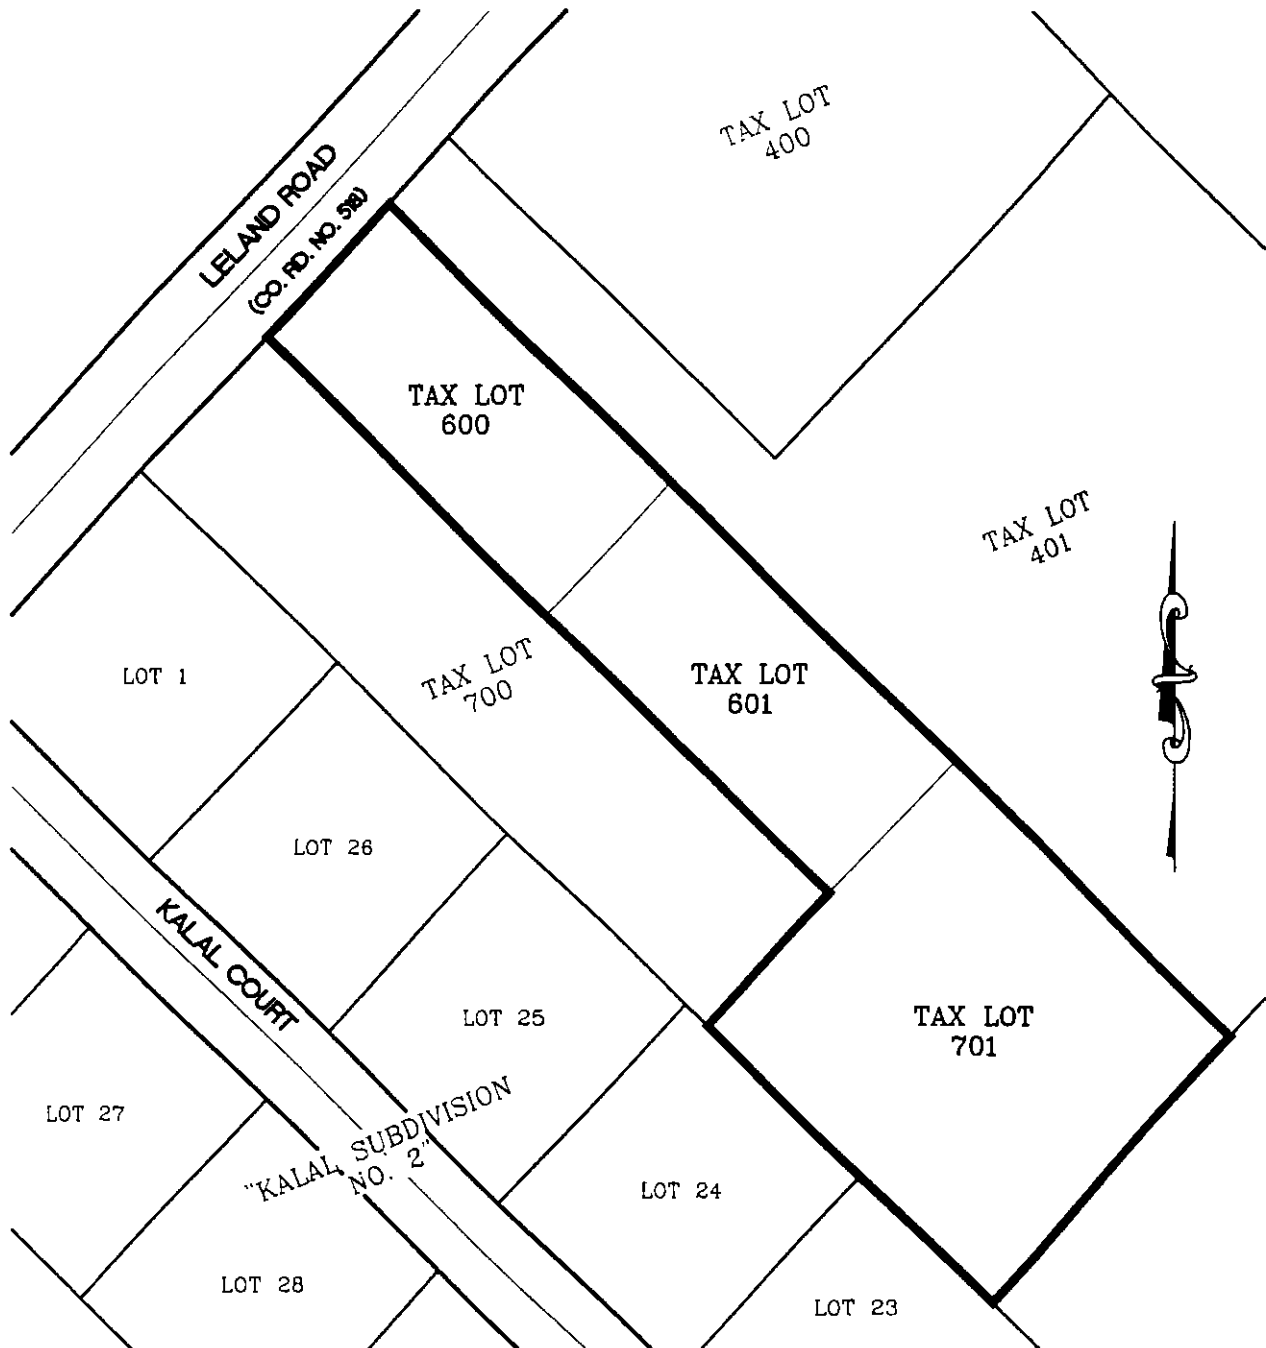 TAX LOT
400
LELAND ROAD
(CO. RD. NO. 518)
TAX LOT
600
TAX LOT
401
TAX LOT
700
LOT 1
TAX LOT
601
LOT 26
KALAL COURT
LOT 25
TAX LOT
701
LOT 27
"KALAL SUBDIVISION
NO. 2"
LOT 24
LOT 28
LOT 23